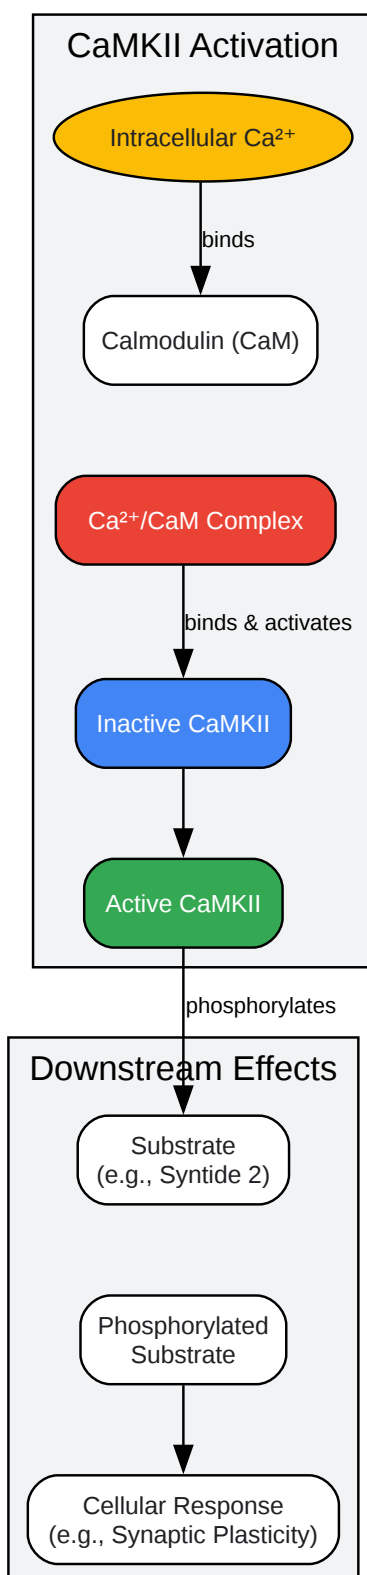 CaMKII Activation
Intracellular Ca²⁺
binds
Calmodulin (CaM)
Ca²⁺/CaM Complex
binds & activates
Inactive CaMKII
Active CaMKII
phosphorylates
Downstream Effects
Substrate
(e.g., Syntide 2)
Phosphorylated
Substrate
Cellular Response
(e.g., Synaptic Plasticity)